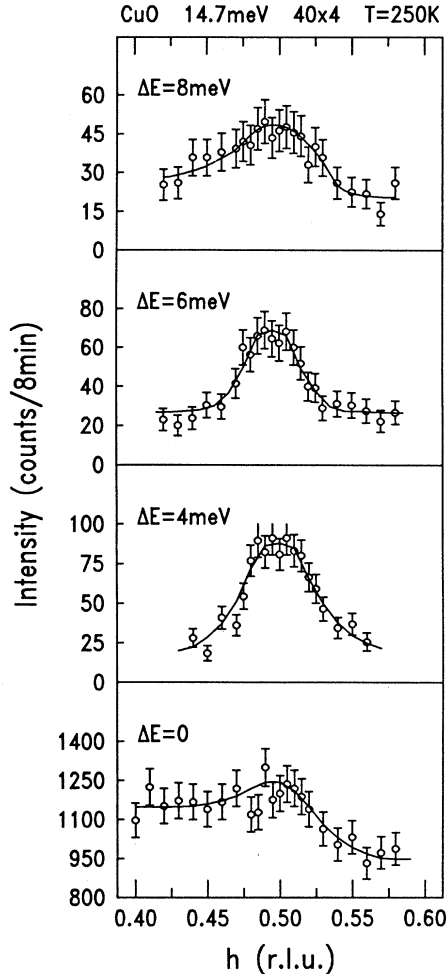 CuO 14.7meV 40x4 T=250K
ΔE=8meV
60
45
30
15
0
ΔE=6meV
80
60
40
20
0
ΔE=4meV
100
75
50
25
0
ΔE=0
1400
1250
1100
950
800
0.40 0.45 0.50 0.55 0.60
h (r.l.u.)
Intensity (counts/8min)